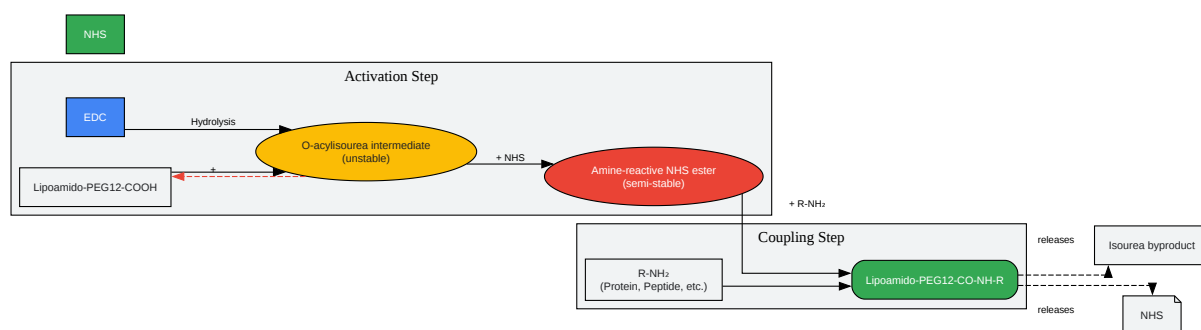 NHS
Activation Step
EDC
Hydrolysis
O-acylisourea intermediate
(unstable)
+ NHS
Lipoamido-PEG12-COOH
+
Amine-reactive NHS ester
(semi-stable)
+ R-NH₂
Coupling Step
R-NH₂
(Protein, Peptide, etc.)
Lipoamido-PEG12-CO-NH-R
releases
Isourea byproduct
releases
NHS